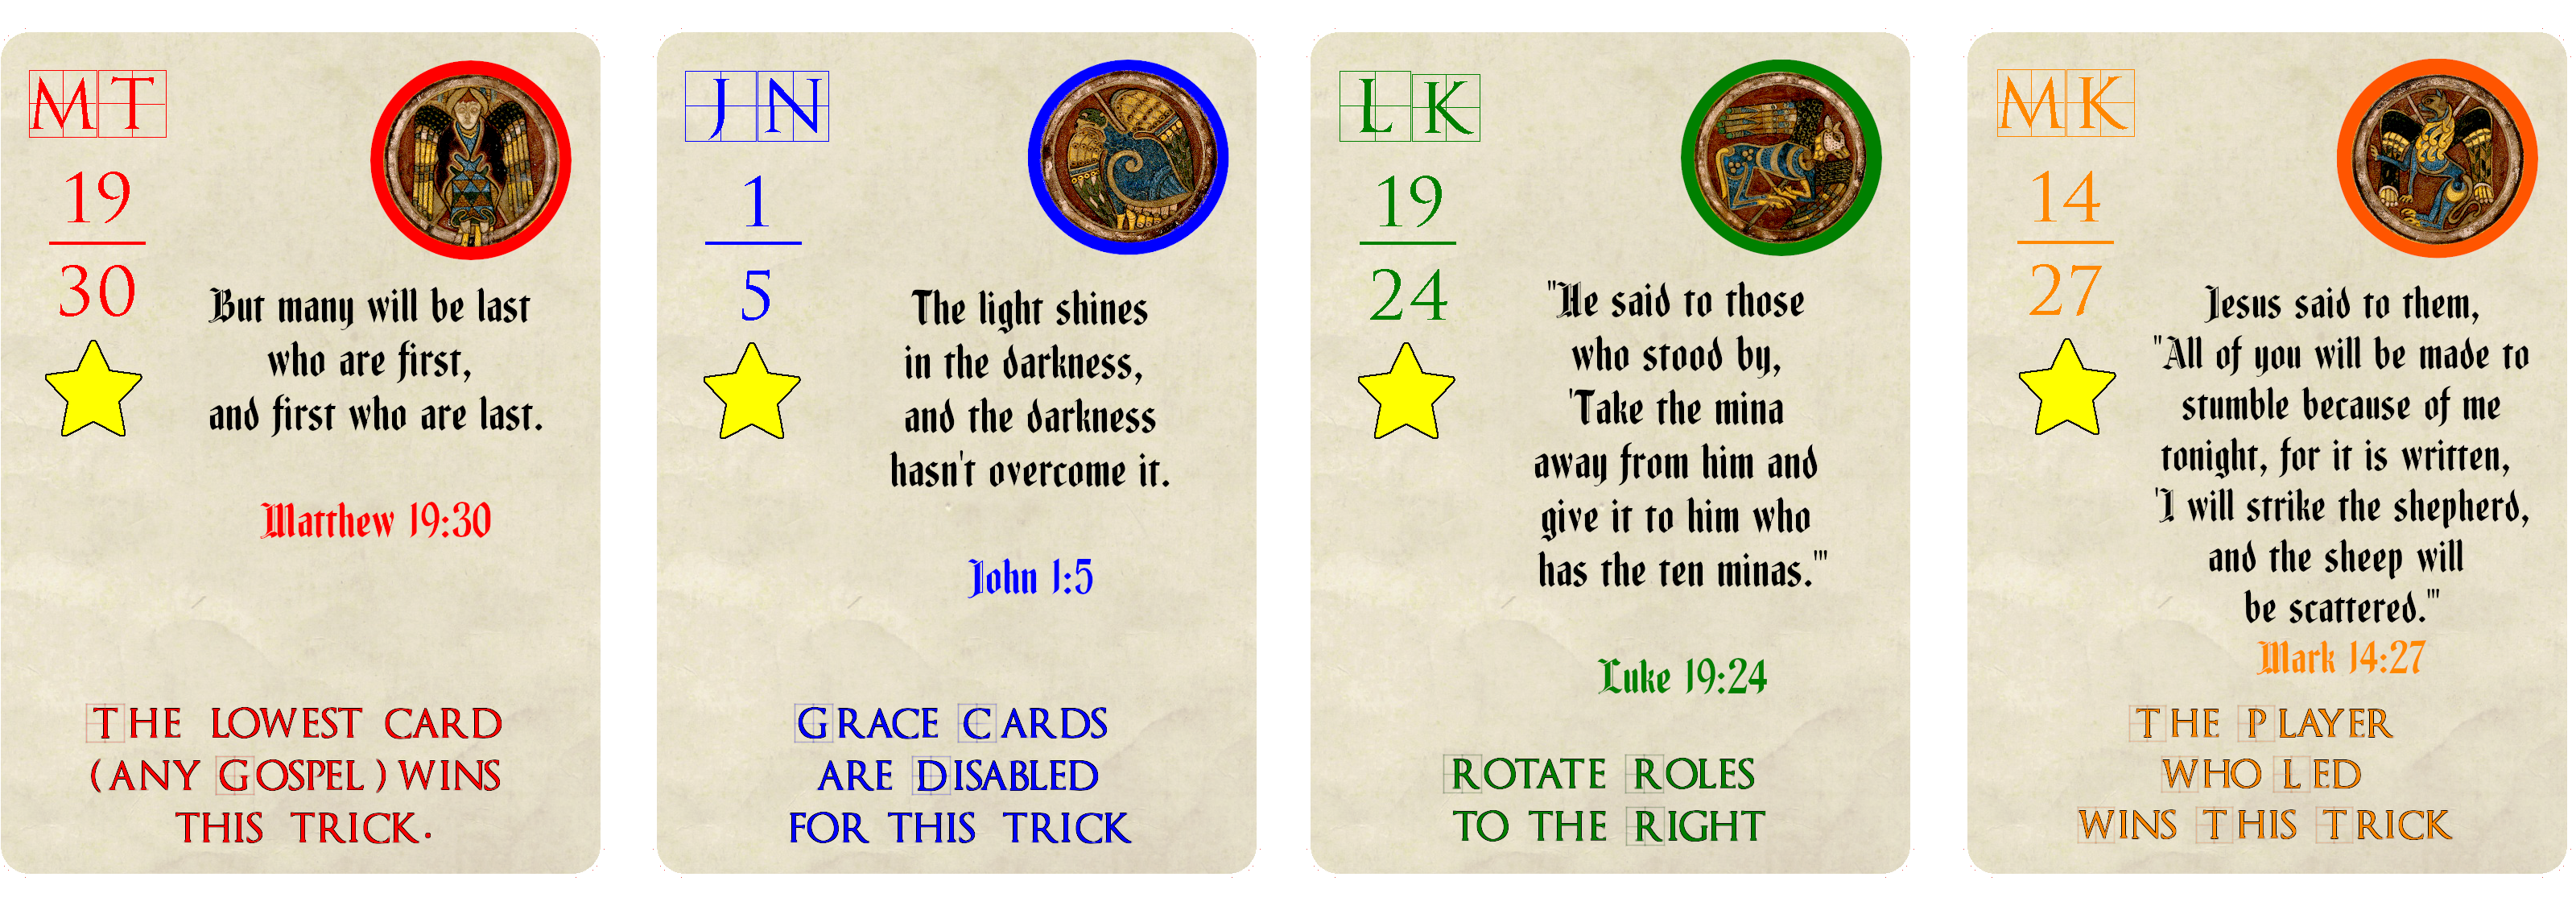 MT
19
30
But many will be last
who are first,
and first who are last.
Matthew 19:30
The lowest card
(any Gospel) wins
this trick.
JN
1
5
The light shines
in the darkness,
and the darkness
hasn't overcome it.
John 1:5
Grace Cards
are Disabled
for this trick
LK
19
24
"He said to those
who stood by,
'Take the mina
away from him and
give it to him who
has the ten minas.'"
Luke 19:24
Rotate Roles
to the Right
MK
14
27
Jesus said to them,
"All of you will be made to
stumble because of me
tonight, for it is written,
'I will strike the shepherd,
and the sheep will
be scattered.'"
Mark 14:27
The Player
who Led
wins This Trick